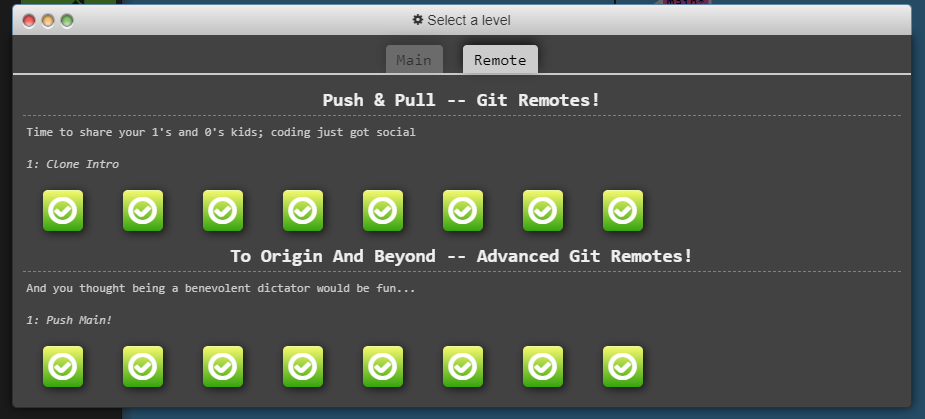 main*
Select a level
Main
Remote
Push & Pull -- Git Remotes!
Time to share your 1's and 0's kids; coding just got social
1: Clone Intro
To Origin And Beyond -- Advanced Git Remotes!
And you thought being a benevolent dictator would be fun...
1: Push Main!